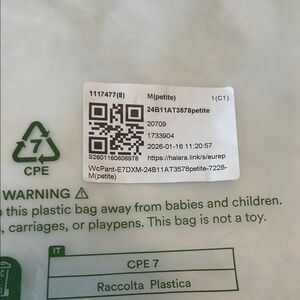 1117477(8)
M(petite)
1(C1)
24B11AT3578petite
20709
1733904
2026-01-16 11:20:57
S2601160606978
https://halara.link/s/eurep
WcPant-E7DXM-24B11AT3578petite-7228-
M(petite)
7
CPE
WARNING ⚠
this plastic bag away from babies and children.
, carriages, or playpens. This bag is not a toy.
IT
CPE 7
Raccolta Plastica